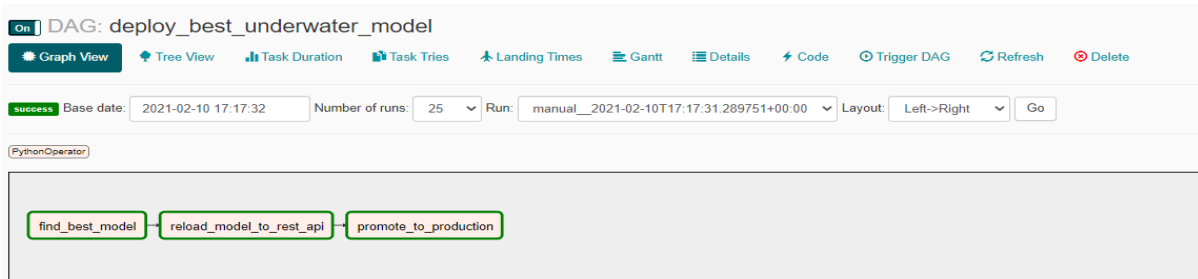 On DAG: deploy_best_underwater_model
Graph View Tree View Task Duration Task Tries Landing Times Gantt Details Code Trigger DAG Refresh Delete
success Base date: 2021-02-10 17:17:32 Number of runs: 25 Run: manual__2021-02-10T17:17:31.289751+00:00 Layout: Left->Right Go
PythonOperator
find_best_model reload_model_to_rest_api promote_to_production